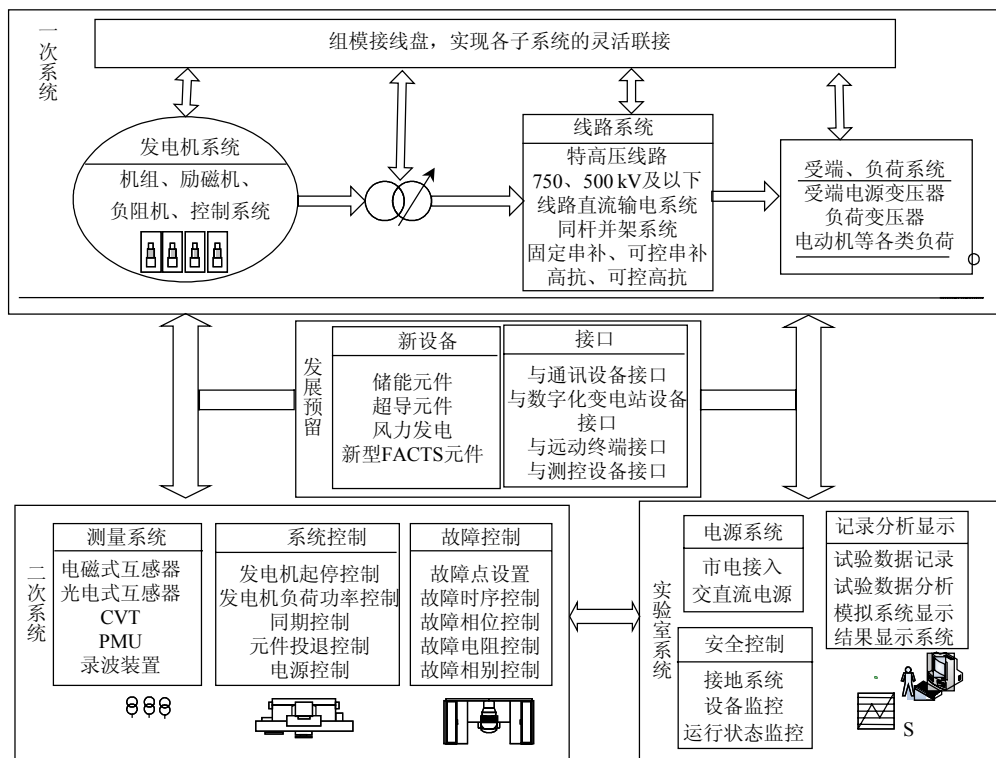 一次系统
组模接线盘，实现各子系统的灵活联接
发电机系统
机组、励磁机、
负阻机、控制系统
线路系统
特高压线路
750、500 kV及以下
线路直流输电系统
同杆并架系统
固定串补、可控串补
高抗、可控高抗
受端、负荷系统
受端电源变压器
负荷变压器
电动机等各类负荷
发展预留
新设备
储能元件
超导元件
风力发电
新型FACTS元件
接口
与通讯设备接口
与数字化变电站设备
接口
与远动终端接口
与测控设备接口
二次系统
测量系统
电磁式互感器
光电式互感器
CVT
PMU
录波装置
系统控制
发电机起停控制
发电机负荷功率控制
同期控制
元件投退控制
电源控制
故障控制
故障点设置
故障时序控制
故障相位控制
故障电阻控制
故障相别控制
实验室系统
电源系统
市电接入
交直流电源
安全控制
接地系统
设备监控
运行状态监控
记录分析显示
试验数据记录
试验数据分析
模拟系统显示
结果显示系统
S